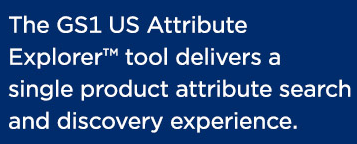 The GS1 US Attribute
Explorer™ tool delivers a
single product attribute search
and discovery experience.